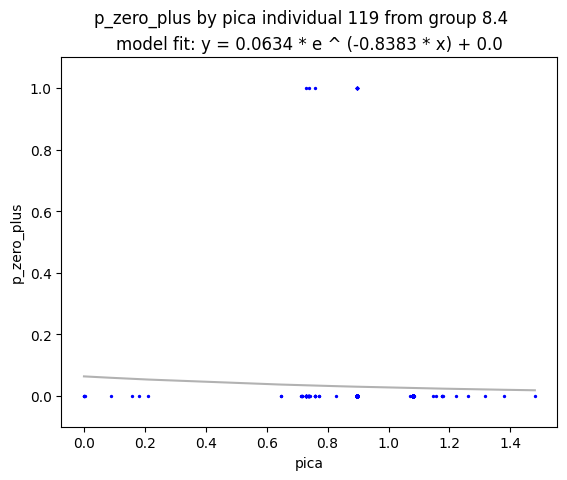 p_zero_plus by pica individual 119 from group 8.4
model fit: y = 0.0634 * e ^ (-0.8383 * x) + 0.0
1.0
0.8
0.6
0.4
0.2
0.0
p_zero_plus
0.0 0.2 0.4 0.6 0.8 1.0 1.2 1.4
pica